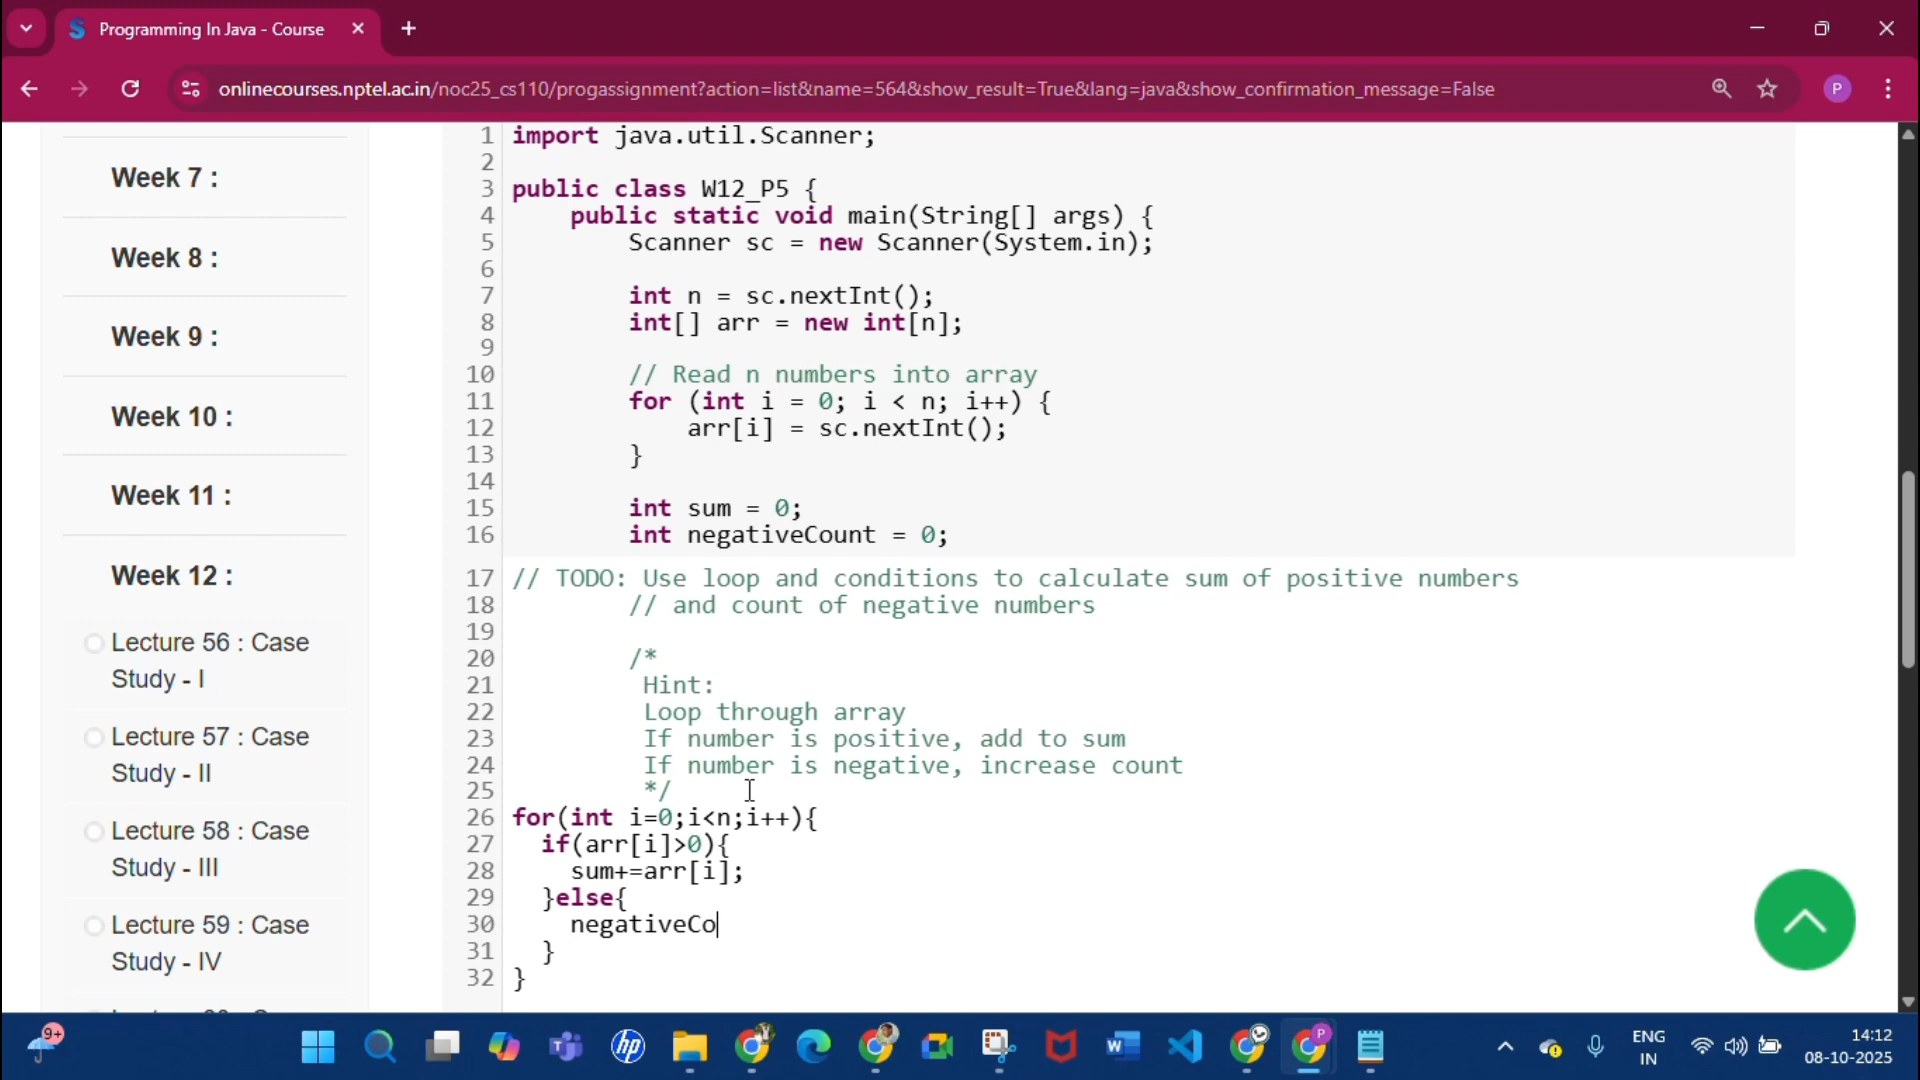 Programming In Java - Course
onlinecourses.nptel.ac.in/noc25_cs110/progassignment?action=list&name=564&show_result=True&lang=java&show_confirmation_message=False
P
Week 7 :
Week 8 :
Week 9 :
Week 10 :
Week 11 :
Week 12 :
Lecture 56 : Case
Study - I
Lecture 57 : Case
Study - II
Lecture 58 : Case
Study - III
Lecture 59 : Case
Study - IV
1 import java.util.Scanner;
2
3 public class W12_P5 {
4 public static void main(String[] args) {
5 Scanner sc = new Scanner(System.in);
6
7 int n = sc.nextInt();
8 int[] arr = new int[n];
9
10 // Read n numbers into array
11 for (int i = 0; i < n; i++) {
12 arr[i] = sc.nextInt();
13 }
14
15 int sum = 0;
16 int negativeCount = 0;
17 // TODO: Use loop and conditions to calculate sum of positive numbers
18 // and count of negative numbers
19
20 /*
21 Hint:
22 Loop through array
23 If number is positive, add to sum
24 If number is negative, increase count
25 */
26 for(int i=0;i<n;i++){
27 if(arr[i]>0){
28 sum+=arr[i];
29 }else{
30 negativeCo
31 }
32 }
9+
hp
W
P
ENG
IN
14:12
08-10-2025